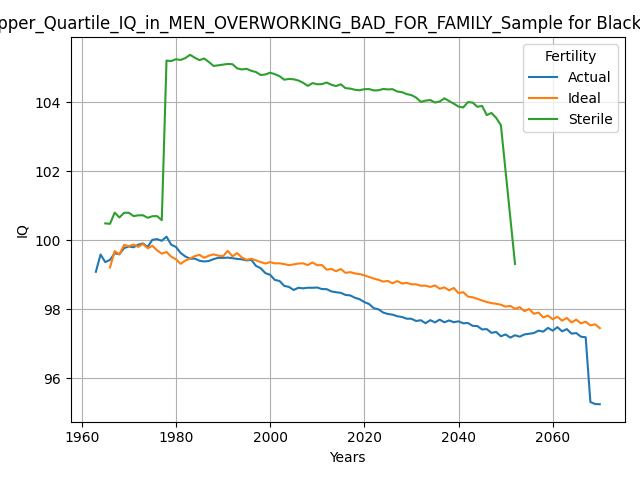 pper_Quartile_IQ_in_MEN_OVERWORKING_BAD_FOR_FAMILY_Sample for Black
Fertility
Actual
Ideal
Sterile
104
102
100
98
96
IQ
1960
1980
2000
2020
2040
2060
Years